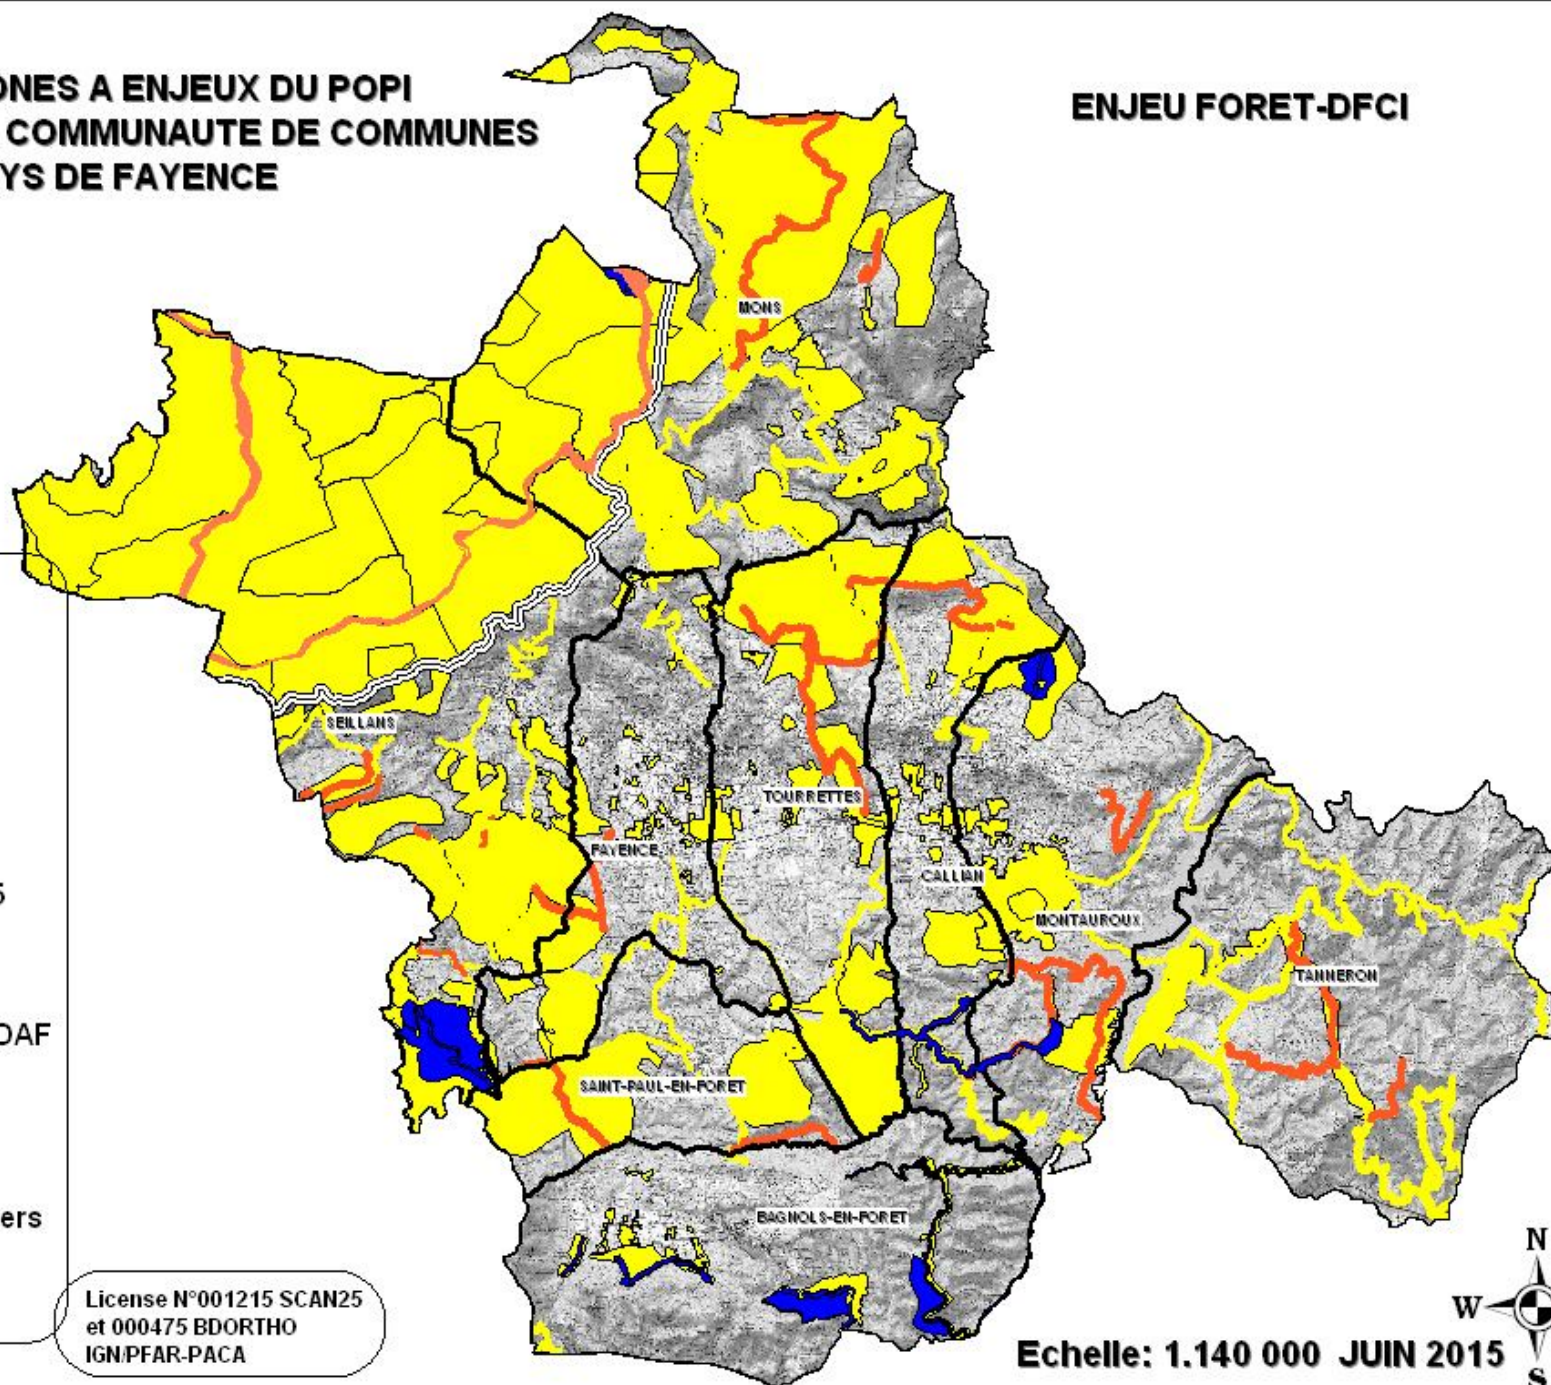 ONES A ENJEUX DU POPI
COMMUNAUTE DE COMMUNES
YS DE FAYENCE
ENJEU FORET-DFCI
MONS
SEILLANS
TOURRETTES
FAYENCE
CALLIAN
MONTAUROUX
TANNERON
SAINT-PAUL-EN-FORET
BAGNOLS-EN-FORET
5
DAF
ers
License N°001215 SCAN25
et 000475 BDORTHO
IGN/PFAR-PACA
N
W
S
Echelle: 1.140 000 JUIN 2015